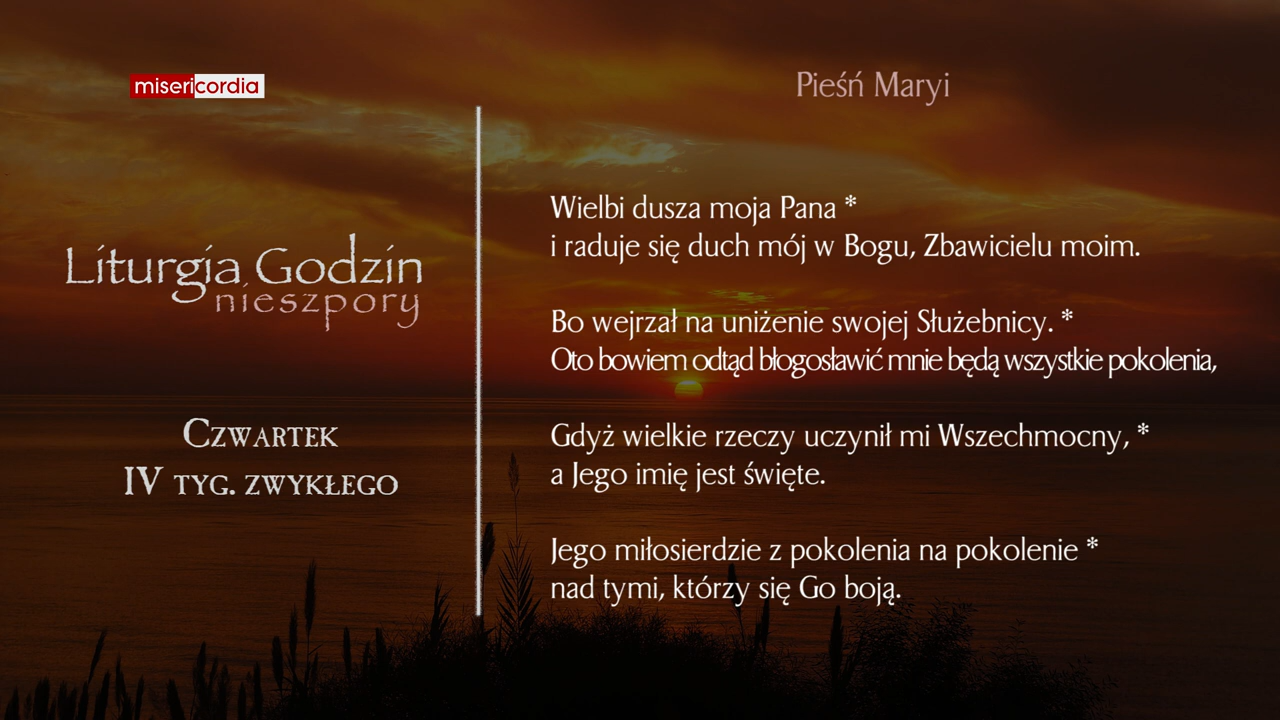 misericordia
Liturgia Godzin
nieszpory
Czwartek
IV tyg. zwykłego
Pieśń Maryi
Wielbi dusza moja Pana *
i raduje się duch mój w Bogu, Zbawicielu moim.
Bo wejrzał na uniżenie swojej Służebnicy. *
Oto bowiem odtąd błogosławić mnie będą wszystkie pokolenia,
Gdyż wielkie rzeczy uczynił mi Wszechmocny, *
a Jego imię jest święte.
Jego miłosierdzie z pokolenia na pokolenie *
nad tymi, którzy się Go boją.